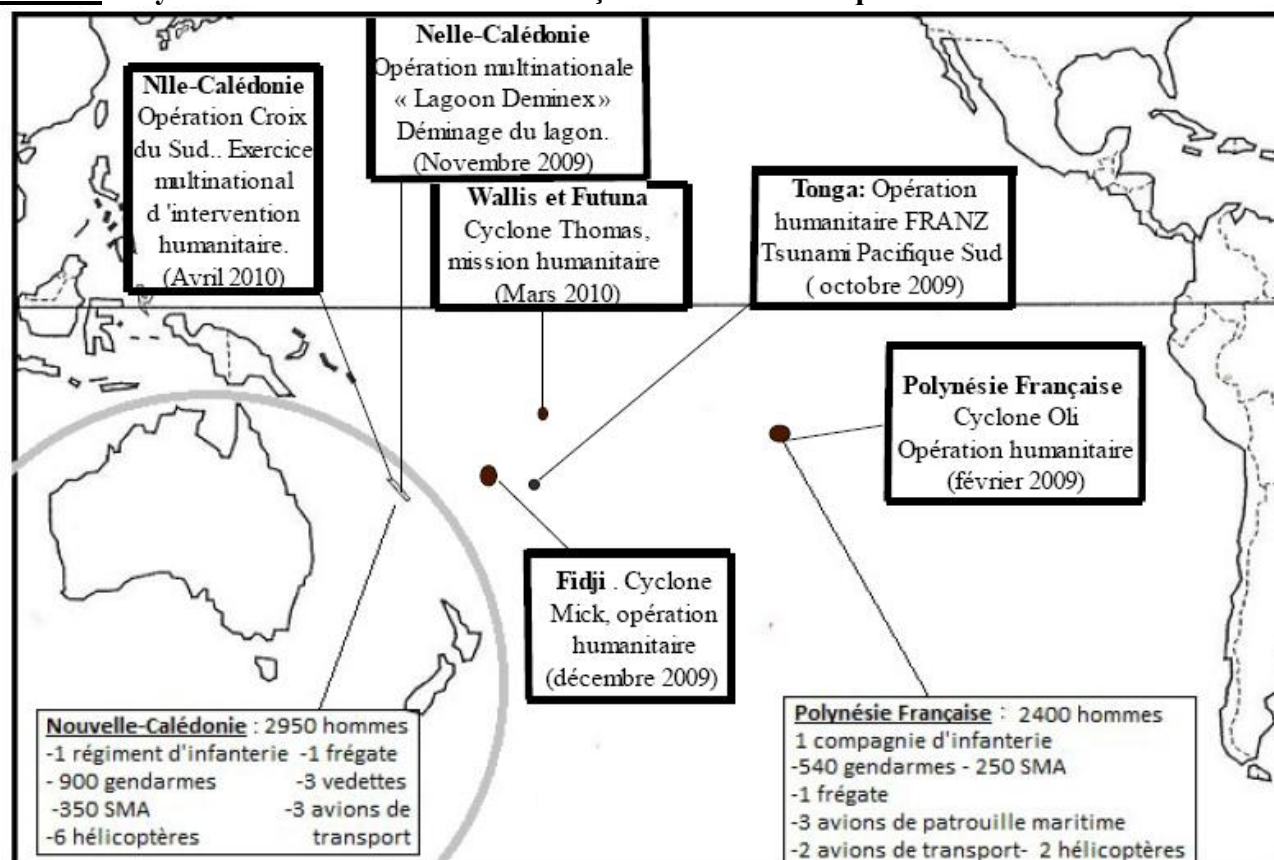 Nelle-Calédonie
Opération multinationale
« Lagoon Deminex»
Déminage du lagon.
(Novembre 2009)
Nlle-Calédonie
Opération Croix
du Sud.. Exercice
multinational
d 'intervention
humanitaire.
(Avril 2010)
Wallis et Futuna
Cyclone Thomas,
mission humanitaire
(Mars 2010)
Tonga: Opération
humanitaire FRANZ
Tsunami Pacifique Sud
( octobre 2009)
Polynésie Française
Cyclone Oli
Opération humanitaire
(février 2009)
Fidji . Cyclone
Mick, opération
humanitaire
(décembre 2009)
Nouvelle-Calédonie : 2950 hommes
-1 régiment d'infanterie -1 frégate
- 900 gendarmes -3 vedettes
-350 SMA -3 avions de
-6 hélicoptères transport
Polynésie Française : 2400 hommes
1 compagnie d'infanterie
-540 gendarmes - 250 SMA
-1 frégate
-3 avions de patrouille maritime
-2 avions de transport- 2 hélicoptères